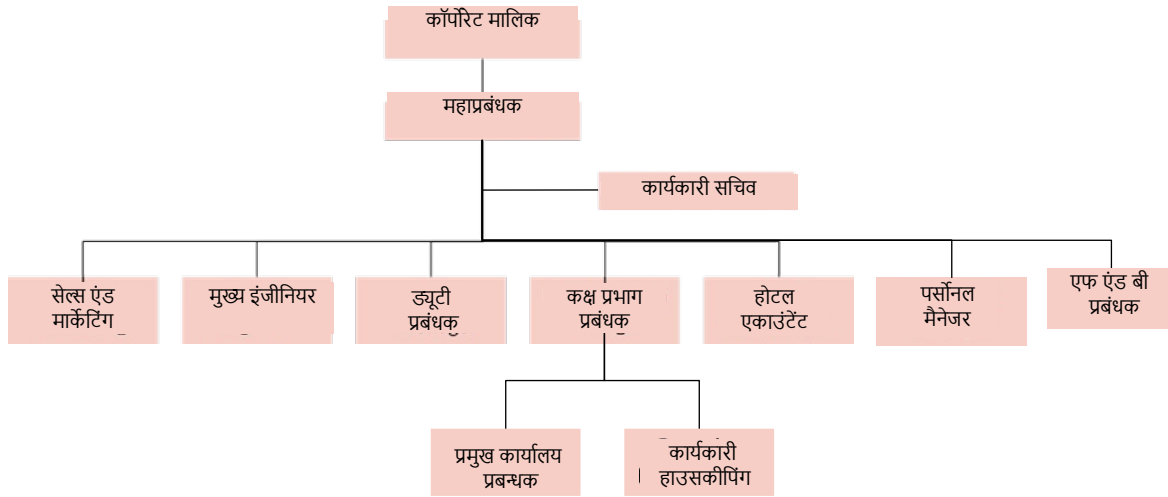 कॉर्पोरेट मालिक
महाप्रबंधक
कार्यकारी सचिव
सेल्स एंड
मार्केटिंग
मुख्य इंजीनियर
ड्यूटी
प्रबंधक
कक्ष प्रभाग
प्रबंधक
होटल
एकाउंटेंट
पर्सोनल
मैनेजर
एफ एंड बी
प्रबंधक
प्रमुख कार्यालय
प्रबन्धक
कार्यकारी
हाउसकीपिंग